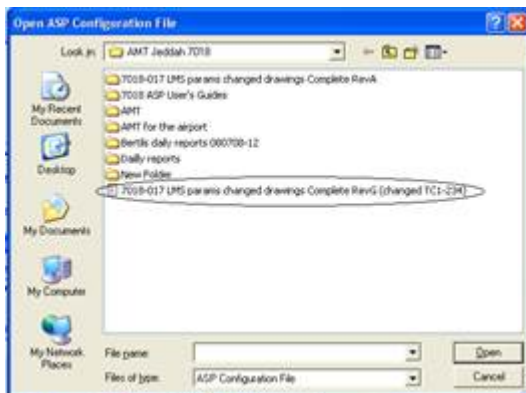 Open ASP Configuration File
Look in:
AMT Jeddah 7018
7018-017 LMS params changed drawings Complete RevA
7018 ASP User's Guides
AMT
AMT for the airport
Bertils daily reports 080708-12
Daily reports
New Folder
7018-017 LMS params changed drawings Complete RevG (changed TC1-234)
My Recent
Documents
Desktop
My Documents
My Computer
My Network
Places
File name:
Open
Files of type:
ASP Configuration File
Cancel